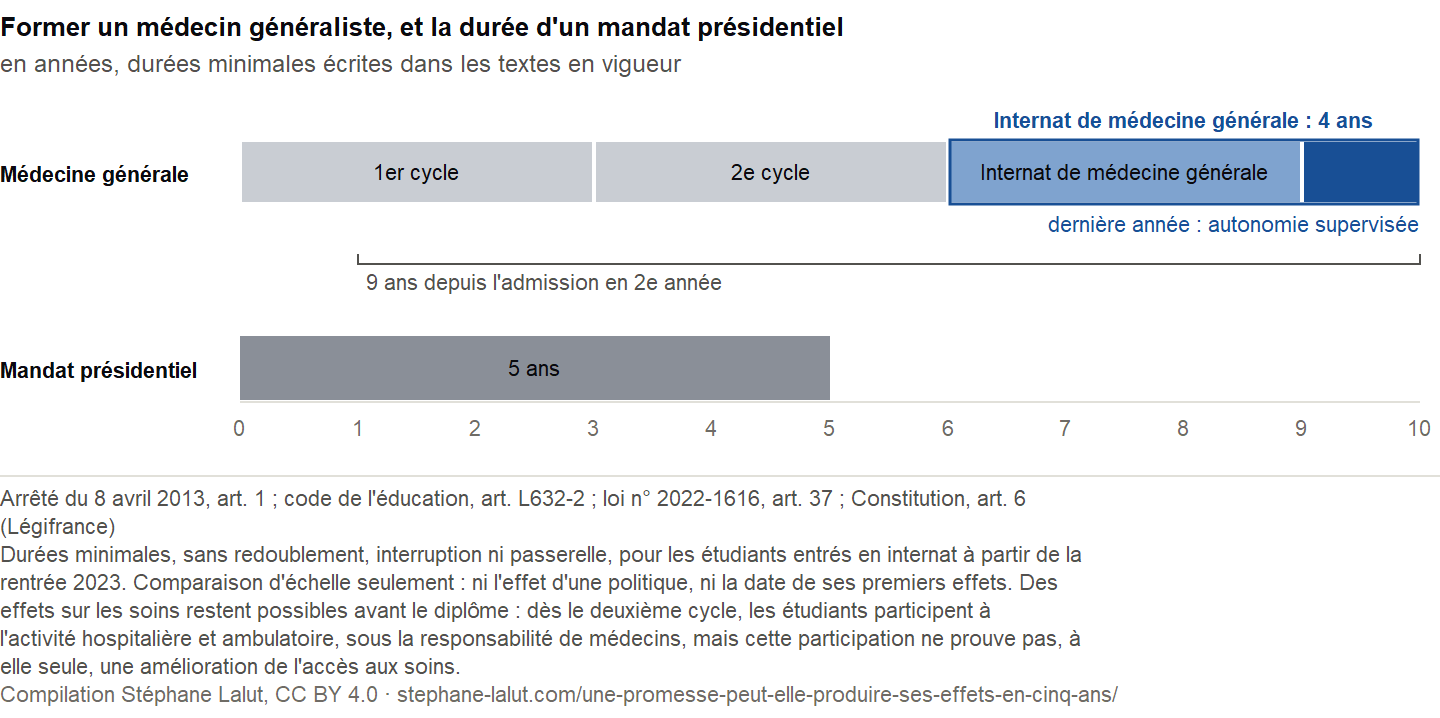 Former un médecin généraliste, et la durée d'un mandat présidentiel
en années, durées minimales écrites dans les textes en vigueur
Internat de médecine générale : 4 ans
Médecine générale
1er cycle
2e cycle
Internat de médecine générale
dernière année : autonomie supervisée
9 ans depuis l'admission en 2e année
Mandat présidentiel
5 ans
0 1 2 3 4 5 6 7 8 9 10
Arrêté du 8 avril 2013, art. 1 ; code de l'éducation, art. L632-2 ; loi n° 2022-1616, art. 37 ; Constitution, art. 6
(Légifrance)
Durées minimales, sans redoublement, interruption ni passerelle, pour les étudiants entrés en internat à partir de la
rentrée 2023. Comparaison d'échelle seulement : ni l'effet d'une politique, ni la date de ses premiers effets. Des
effets sur les soins restent possibles avant le diplôme : dès le deuxième cycle, les étudiants participent à
l'activité hospitalière et ambulatoire, sous la responsabilité de médecins, mais cette participation ne prouve pas, à
elle seule, une amélioration de l'accès aux soins.
Compilation Stéphane Lalut, CC BY 4.0 · stephane-lalut.com/une-promesse-peut-elle-produire-ses-effets-en-cinq-ans/